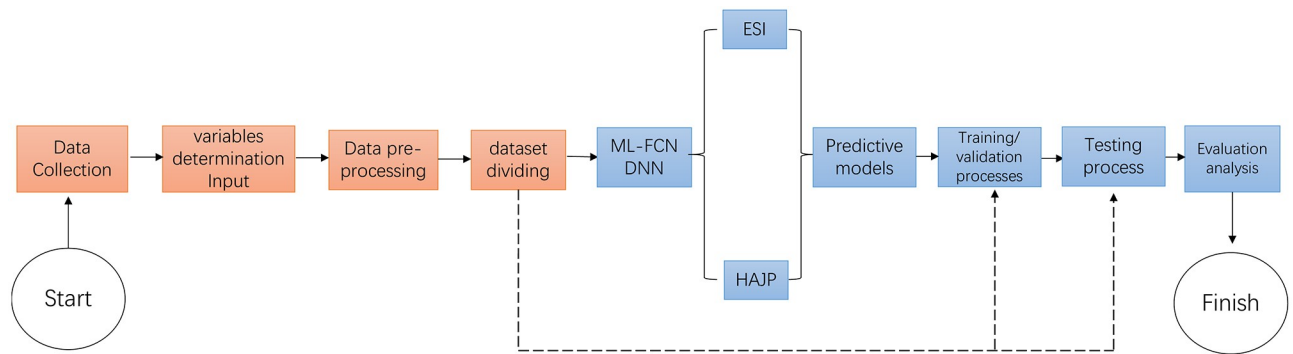 Start
Data
Collection
variables
determination
Input
Data pre-
processing
dataset
dividing
ML-FCN
DNN
ESI
HAJP
Predictive
models
Training/
validation
processes
Testing
process
Evaluation
analysis
Finish